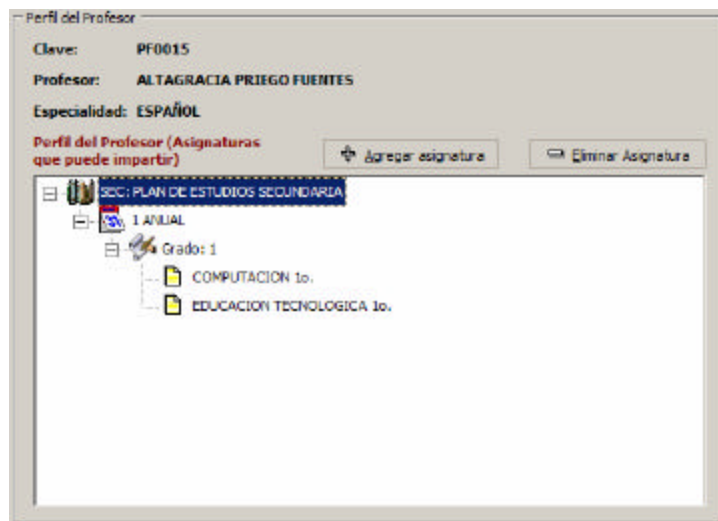 Perfil del Profesor
Clave: PF0015
Profesor: ALTAGRACIA PRIEGO FUENTES
Especialidad: ESPAÑOL
Perfil del Profesor (Asignaturas
que puede impartir)
Agregar asignatura
Eliminar Asignatura
SEC: PLAN DE ESTUDIOS SECUNDARIA
1 ANUAL
Grado: 1
COMPUTACION 1o.
EDUCACION TECNOLOGICA 1o.